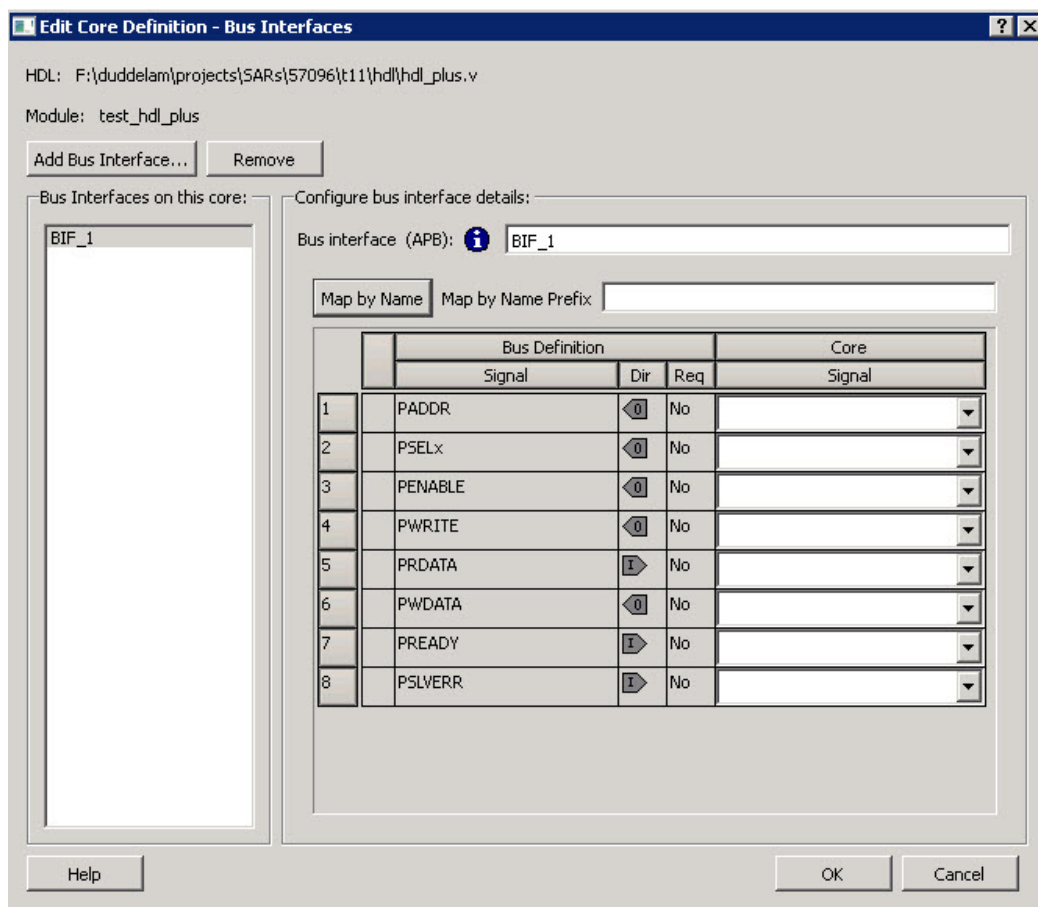 Edit Core Definition - Bus Interfaces
HDL: F:\duddelam\projects\SARs\57096\t11\hdl\hdl_plus.v
Module: test_hdl_plus
Add Bus Interface... Remove
Bus Interfaces on this core:
BIF_1
Configure bus interface details:
Bus interface (APB): BIF_1
Map by Name Map by Name Prefix
Bus Definition Core
Signal Dir Req Signal
1 PADDR O No
2 PSELx O No
3 PENABLE O No
4 PWRITE O No
5 PRDATA I No
6 PWDATA O No
7 PREADY I No
8 PSLVERR I No
Help OK Cancel